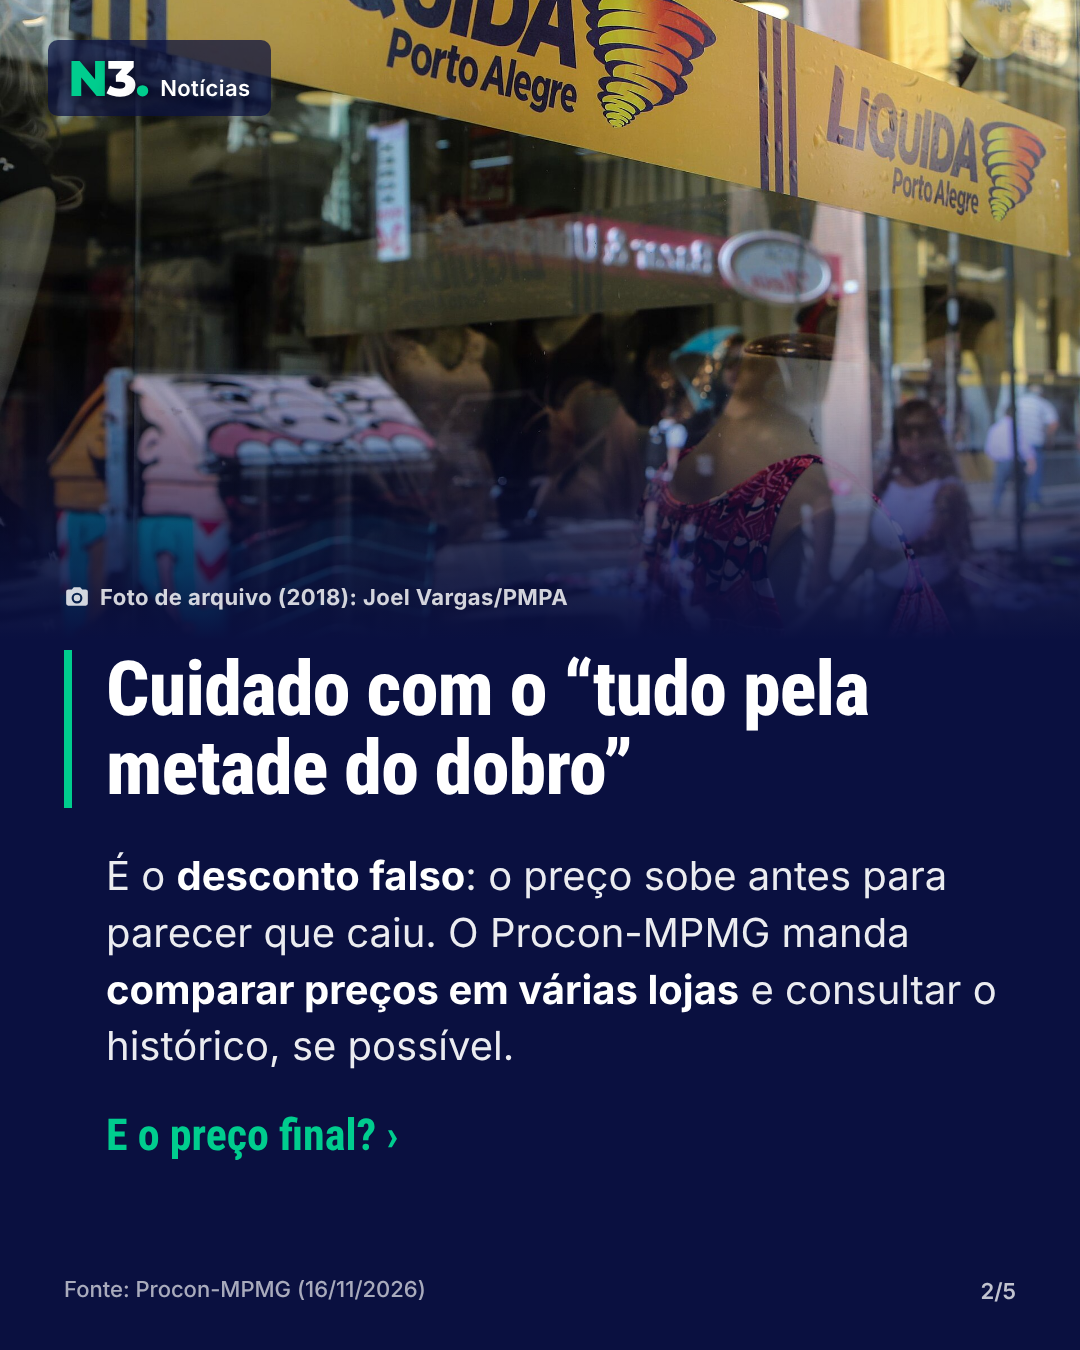 LIQUIDA
Porto Alegre
N3. Notícias
LIQUIDA
Porto Alegre
Foto de arquivo (2018): Joel Vargas/PMPA
Cuidado com o “tudo pela
metade do dobro”
É o desconto falso: o preço sobe antes para
parecer que caiu. O Procon-MPMG manda
comparar preços em várias lojas e consultar o
histórico, se possível.
E o preço final? ›
Fonte: Procon-MPMG (16/11/2026)
2/5